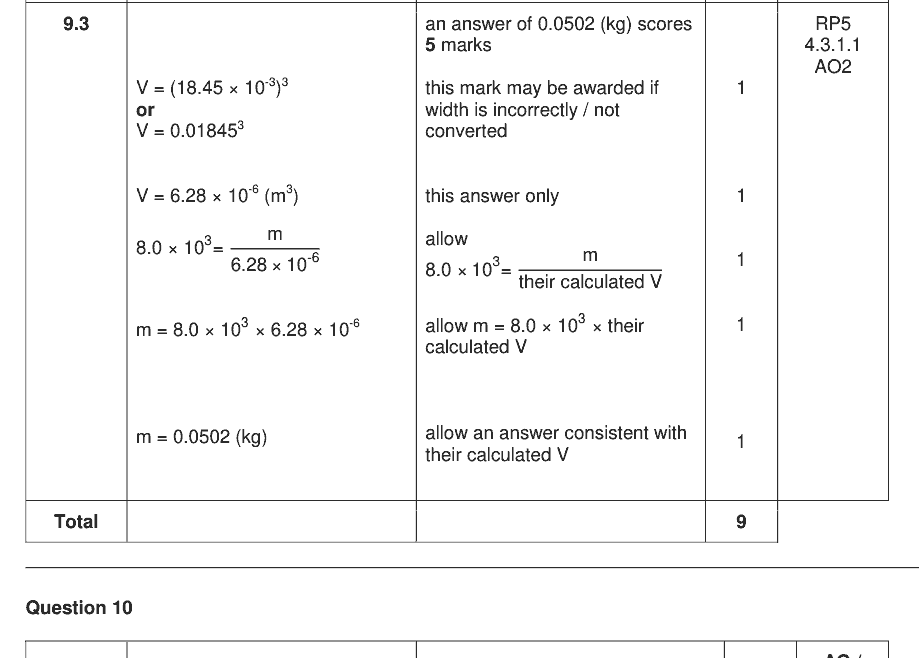 9.3
an answer of 0.0502 (kg) scores
5 marks
RP5
4.3.1.1
AO2
V = (18.45 × 10⁻³)³
or
V = 0.01845³
this mark may be awarded if
width is incorrectly / not
converted
1
V = 6.28 × 10⁻⁶ (m³)
this answer only
1
8.0 × 10³= m / 6.28 × 10⁻⁶
allow
8.0 × 10³= m / their calculated V
1
m = 8.0 × 10³ × 6.28 × 10⁻⁶
allow m = 8.0 × 10³ × their
calculated V
1
m = 0.0502 (kg)
allow an answer consistent with
their calculated V
1
Total
9
Question 10